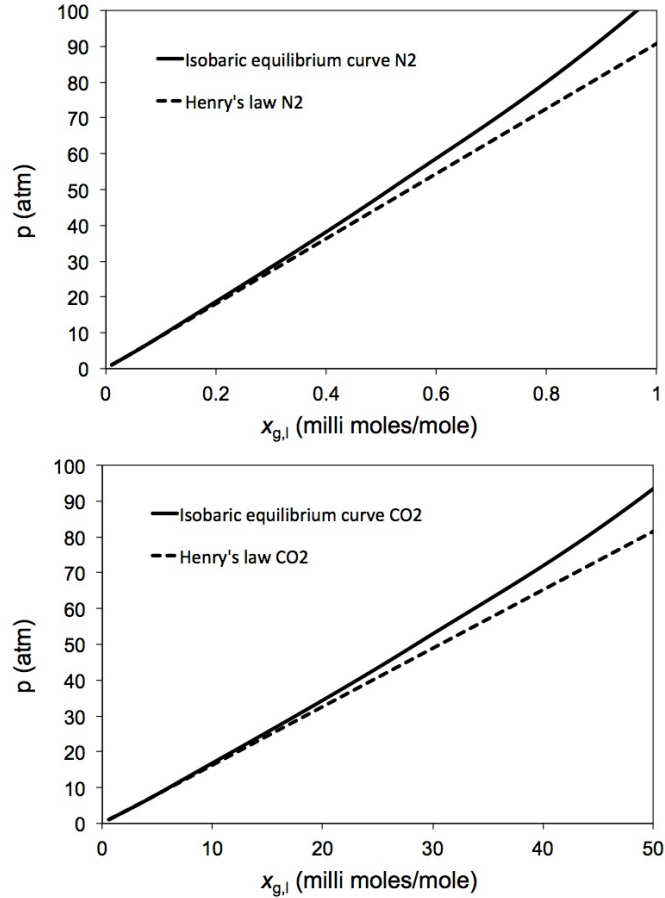 100
90
80
70
60
50
40
30
20
10
0
p (atm)
Isobaric equilibrium curve N2
Henry's law N2
0 0.2 0.4 0.6 0.8 1
xg,l (milli moles/mole)
100
90
80
70
60
50
40
30
20
10
0
p (atm)
Isobaric equilibrium curve CO2
Henry's law CO2
0 10 20 30 40 50
xg,l (milli moles/mole)